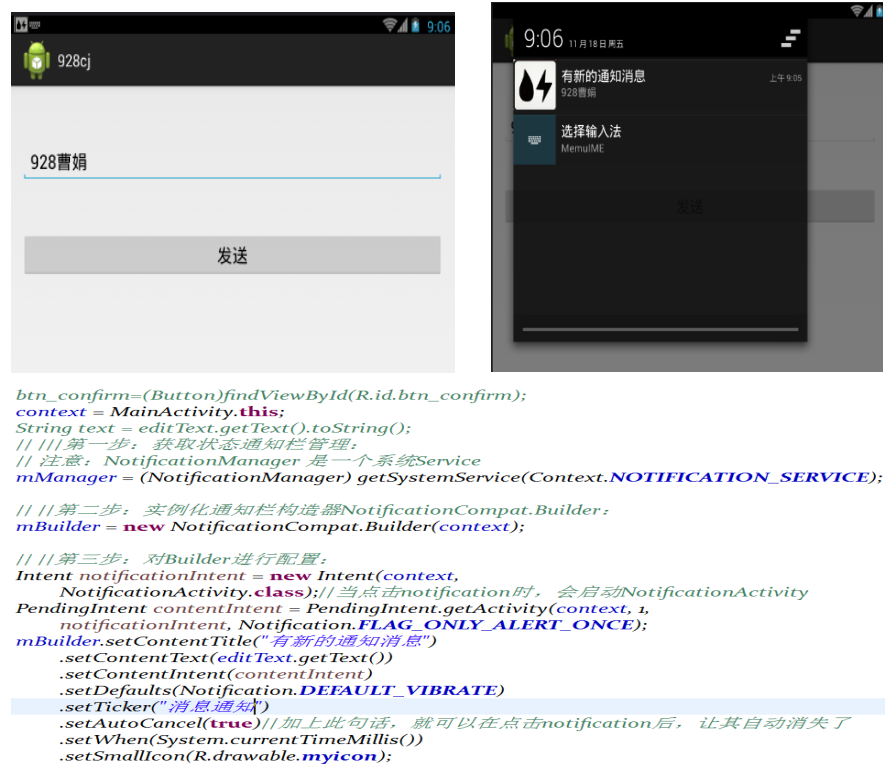 9:06
928cj
928曹娟
发送
9:06 11月18日周五
有新的通知消息
上午9:05
928曹娟
选择输入法
MemuIME
发送
btn_confirm=(Button)findViewById(R.id.btn_confirm);
context = MainActivity.this;
String text = editText.getText().toString();
// ///第一步：获取状态通知栏管理：
// 注意：NotificationManager 是一个系统Service
mManager = (NotificationManager) getSystemService(Context.NOTIFICATION_SERVICE);
// //第二步：实例化通知栏构造器NotificationCompat.Builder：
mBuilder = new NotificationCompat.Builder(context);
// //第三步：对Builder进行配置：
Intent notificationIntent = new Intent(context,
NotificationActivity.class);//当点击notification时，会启动NotificationActivity
PendingIntent contentIntent = PendingIntent.getActivity(context, 1,
notificationIntent, Notification.FLAG_ONLY_ALERT_ONCE);
mBuilder.setContentTitle("有新的通知消息")
.setContentText(editText.getText())
.setContentIntent(contentIntent)
.setDefaults(Notification.DEFAULT_VIBRATE)
.setTicker("消息通知")
.setAutoCancel(true)//加上此句话，就可以在点击notification后，让其自动消失了
.setWhen(System.currentTimeMillis())
.setSmallIcon(R.drawable.myicon);